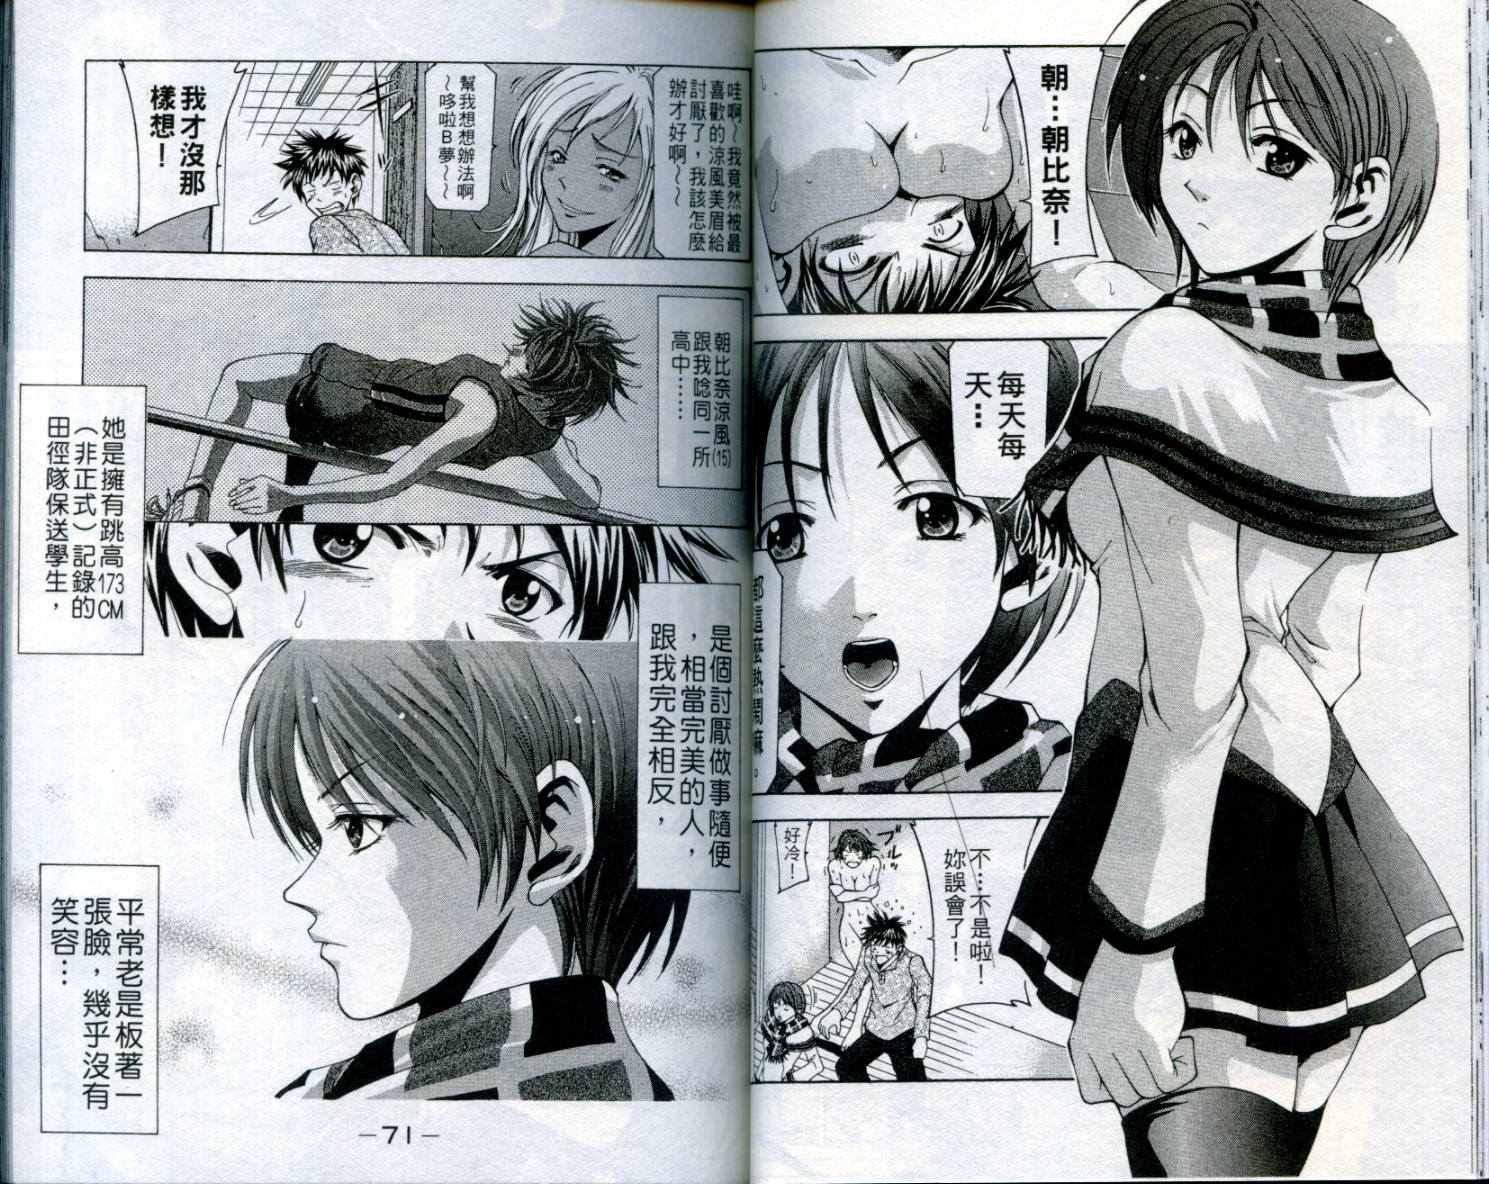 朝…朝比奈！
每天每
天…
都這麼熱鬧嘛。
不…不是啦！
妳誤會了！
ブルッ
好冷！
哇啊～我竟然被最
喜歡的涼風美眉給
討厭了，我該怎麼
辦才好啊～～
幫我想想辦法啊
～哆啦B夢～～
我才沒那
樣想！
朝比奈涼風(15)
跟我唸同一所
高中……
她是擁有跳高173CM
（非正式）記錄的
田徑隊保送學生，
是個討厭做事隨便
，相當完美的人，
跟我完全相反，
平常老是板著一
張臉，幾乎沒有
笑容…
—71—